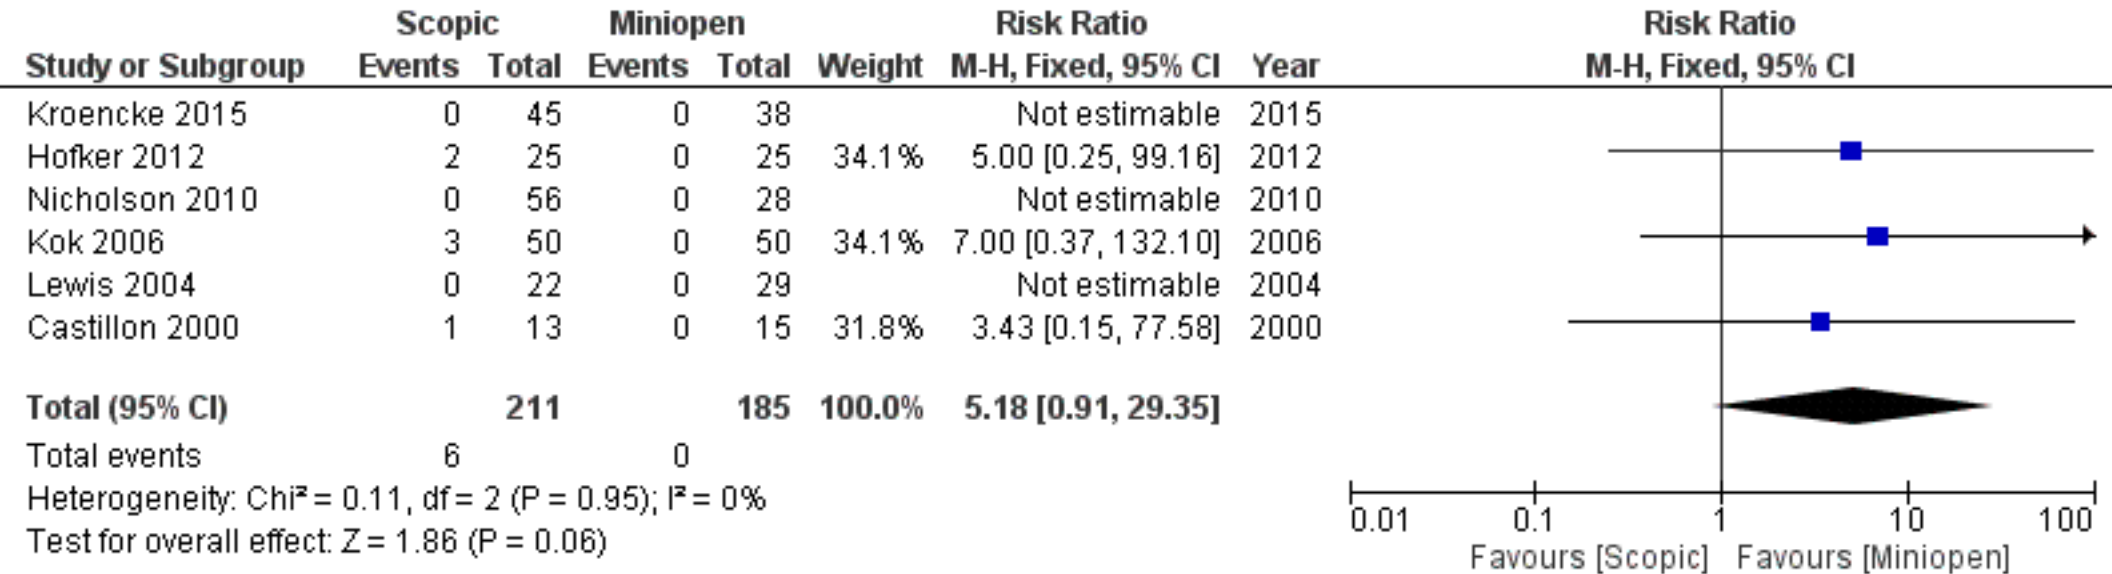 Scopic Miniopen Risk Ratio Risk Ratio
Study or Subgroup Events Total Events Total Weight M-H, Fixed, 95% CI Year M-H, Fixed, 95% CI
Kroencke 2015 0 45 0 38 Not estimable 2015
Hofker 2012 2 25 0 25 34.1% 5.00 [0.25, 99.16] 2012
Nicholson 2010 0 56 0 28 Not estimable 2010
Kok 2006 3 50 0 50 34.1% 7.00 [0.37, 132.10] 2006
Lewis 2004 0 22 0 29 Not estimable 2004
Castillon 2000 1 13 0 15 31.8% 3.43 [0.15, 77.58] 2000
Total (95% CI) 211 185 100.0% 5.18 [0.91, 29.35]
Total events 6 0
Heterogeneity: Chi² = 0.11, df = 2 (P = 0.95); I² = 0%
Test for overall effect: Z = 1.86 (P = 0.06)
0.01 0.1 1 10 100
Favours [Scopic] Favours [Miniopen]